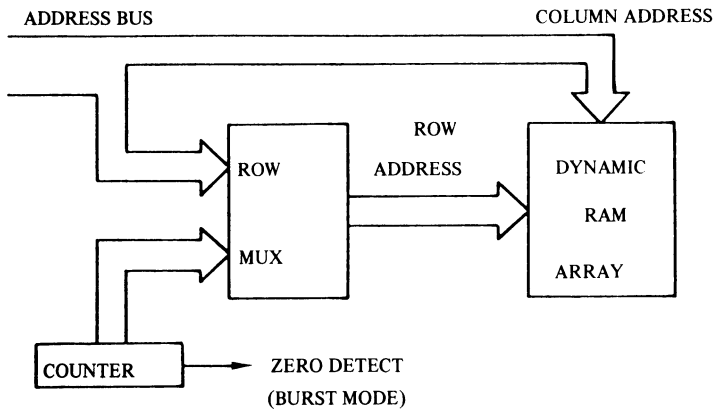 ADDRESS BUS
COLUMN ADDRESS
ROW
ADDRESS
ROW
MUX
DYNAMIC
RAM
ARRAY
COUNTER
ZERO DETECT
(BURST MODE)